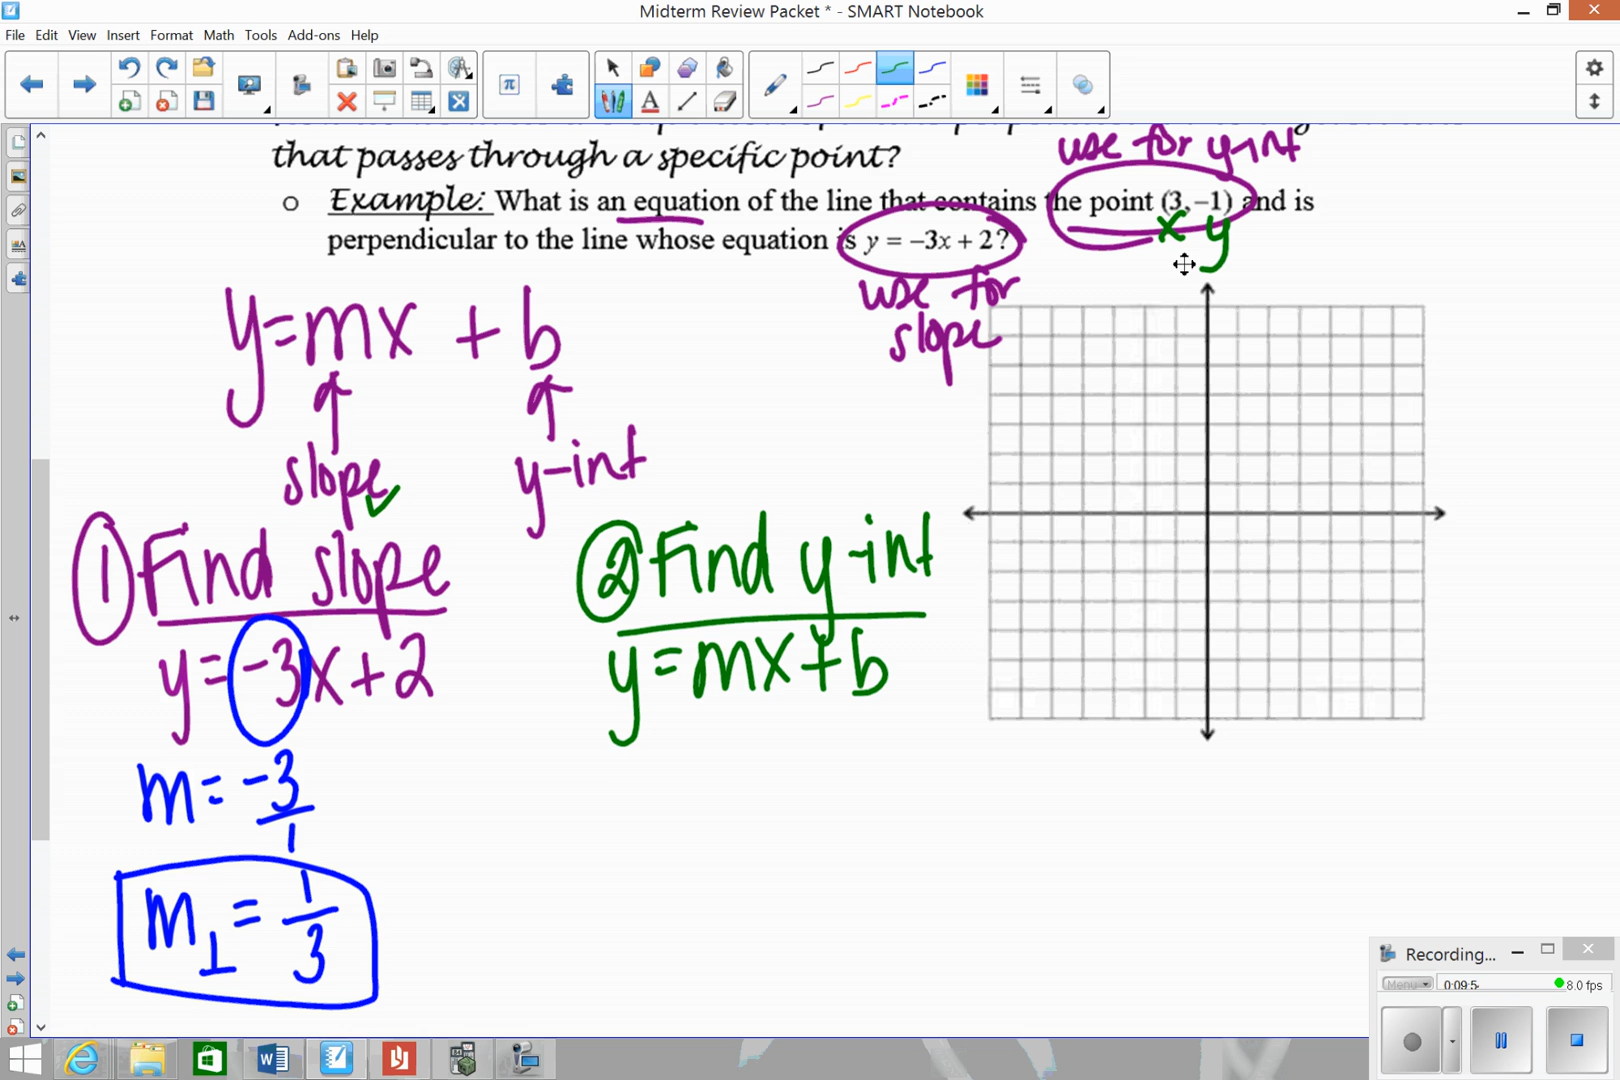 Midterm Review Packet * - SMART Notebook
File Edit View Insert Format Math Tools Add-ons Help
that passes through a specific point?
use for y-int
o Example: What is an equation of the line that contains the point (3,−1) and is
perpendicular to the line whose equation is y = −3x + 2?
x y
use for
slope
y=mx + b
slope
y-int
① Find slope
② Find y-int
y=-3x+2
y=mx+b
m=-3/1
m⊥ = 1/3
Recording...
Menu
8.0 fps